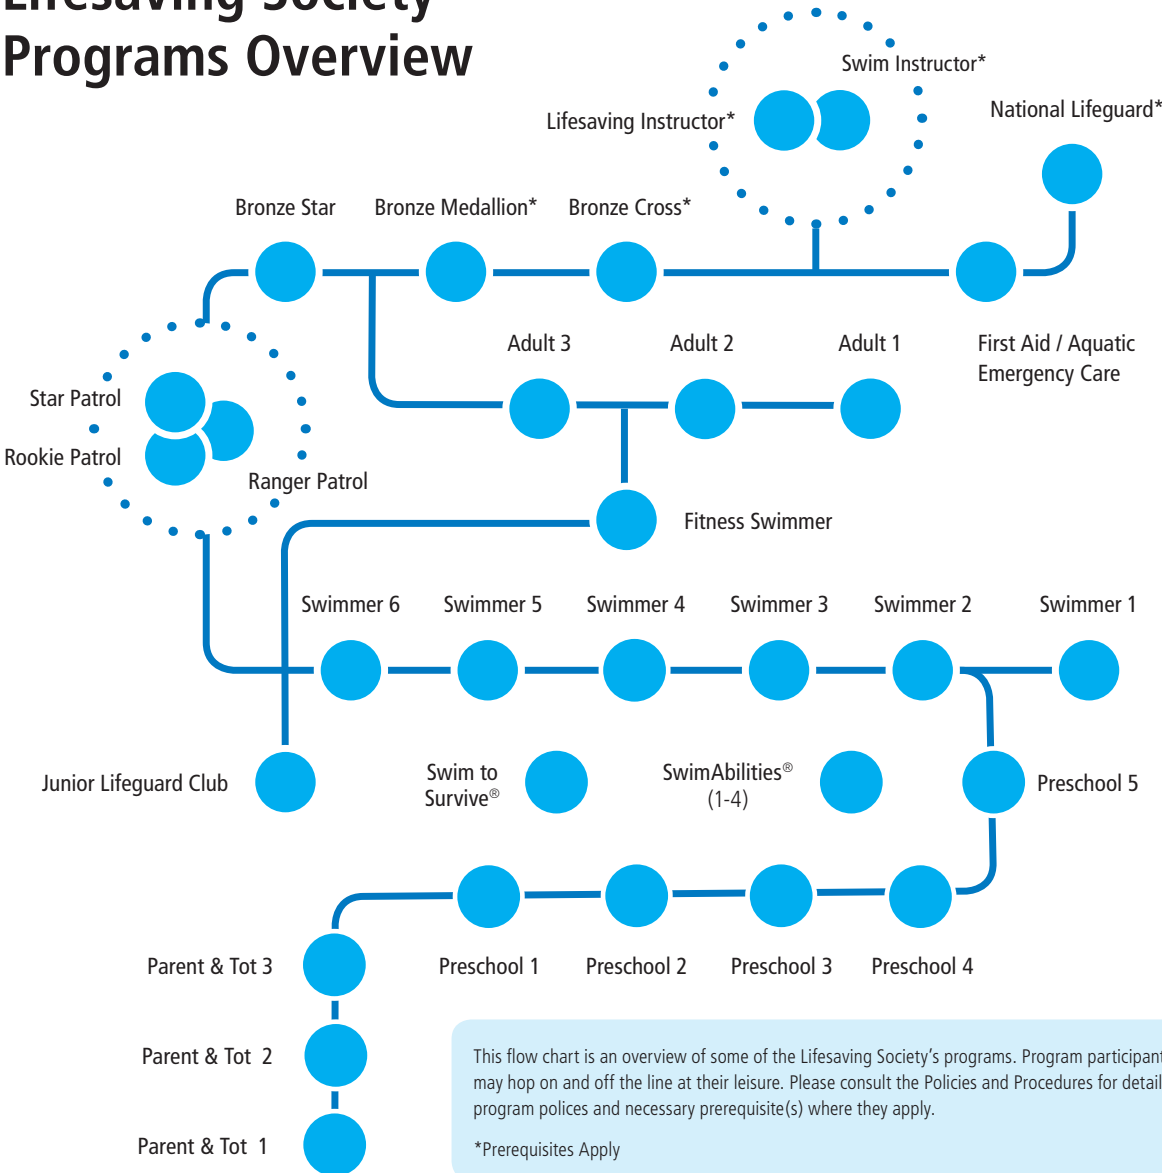 Lifesaving Society
Programs Overview
Swim Instructor*
Lifesaving Instructor*
National Lifeguard*
Bronze Star
Bronze Medallion*
Bronze Cross*
Adult 3
Adult 2
Adult 1
First Aid / Aquatic
Emergency Care
Star Patrol
Rookie Patrol
Ranger Patrol
Fitness Swimmer
Swimmer 6
Swimmer 5
Swimmer 4
Swimmer 3
Swimmer 2
Swimmer 1
Junior Lifeguard Club
Swim to
Survive®
SwimAbilities®
(1-4)
Preschool 5
Parent & Tot 3
Preschool 1
Preschool 2
Preschool 3
Preschool 4
Parent & Tot 2
Parent & Tot 1
This flow chart is an overview of some of the Lifesaving Society's programs. Program participant
may hop on and off the line at their leisure. Please consult the Policies and Procedures for detail
program polices and necessary prerequisite(s) where they apply.
*Prerequisites Apply